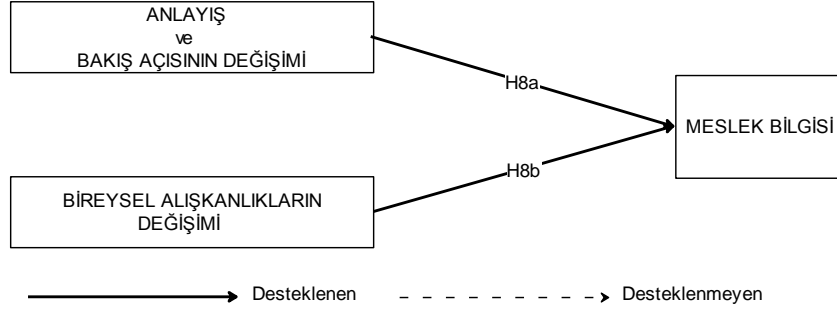 ANLAYIŞ
ve
BAKIŞ AÇISININ DEĞİŞİMİ
H8a
MESLEK BİLGİSİ
H8b
BİREYSEL ALIŞKANLIKLARIN
DEĞİŞİMİ
Desteklenen
Desteklenmeyen